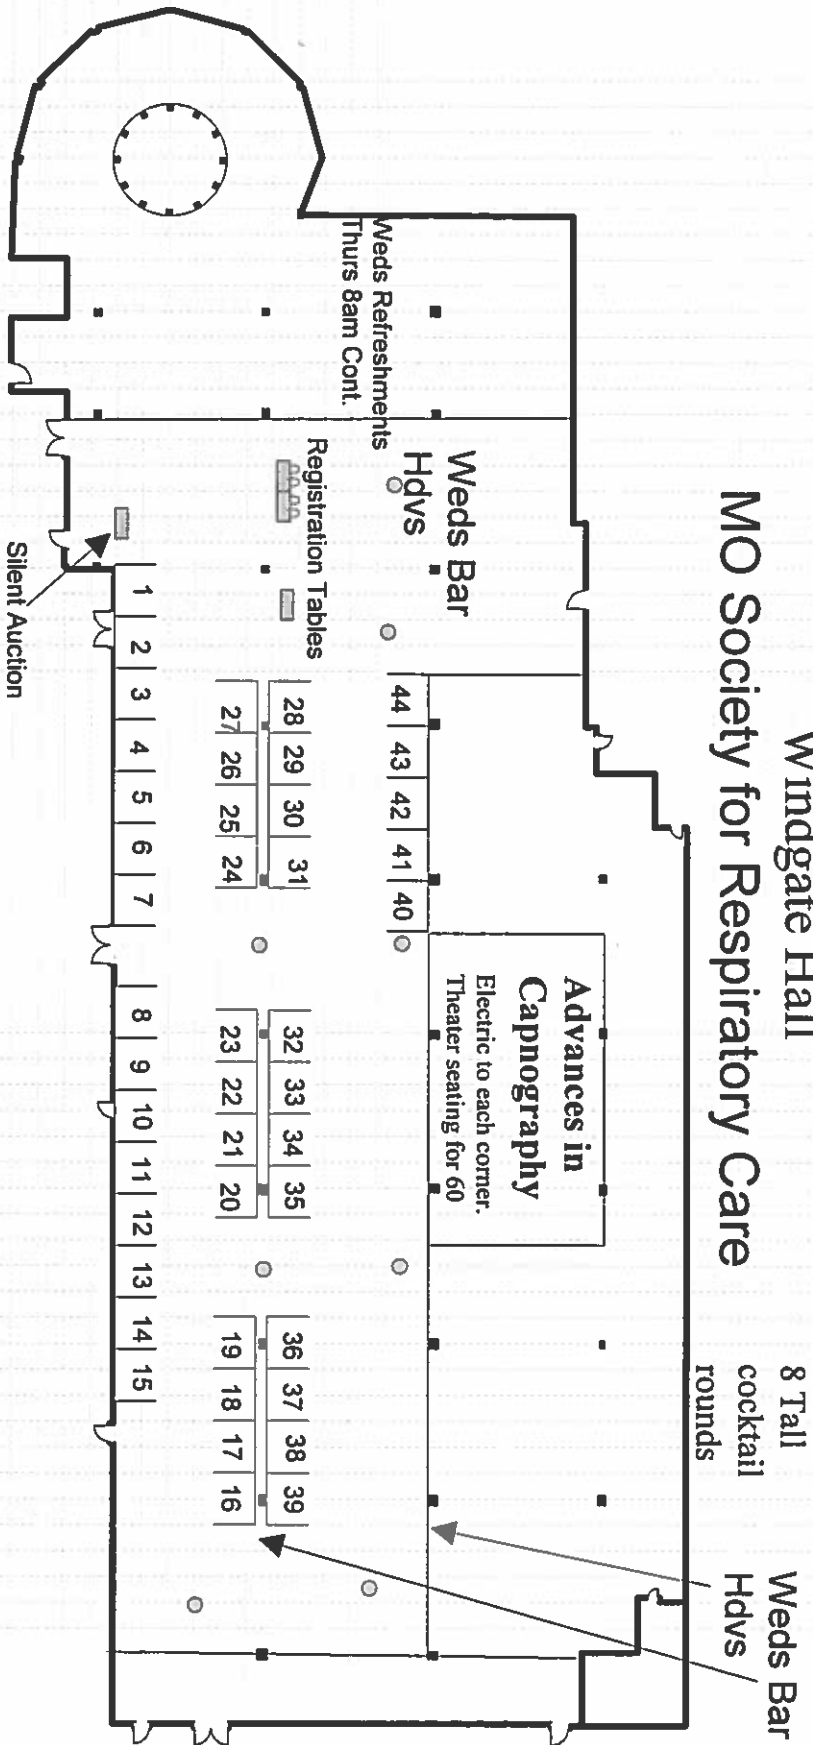 Windgate Hall
MO Society for Respiratory Care
8 Tall
cocktail
rounds
Weds Bar
Hdvs
Weds Refreshments
Thurs 8am Cont.
Weds Bar
Hdvs
Registration Tables
Silent Auction
Advances in
Capnography
Electric to each corner.
Theater seating for 60
44 43 42 41 40
28 29 30 31
27 26 25 24
32 33 34 35
23 22 21 20
36 37 38 39
19 18 17 16
1 2 3 4 5 6 7 8 9 10 11 12 13 14 15